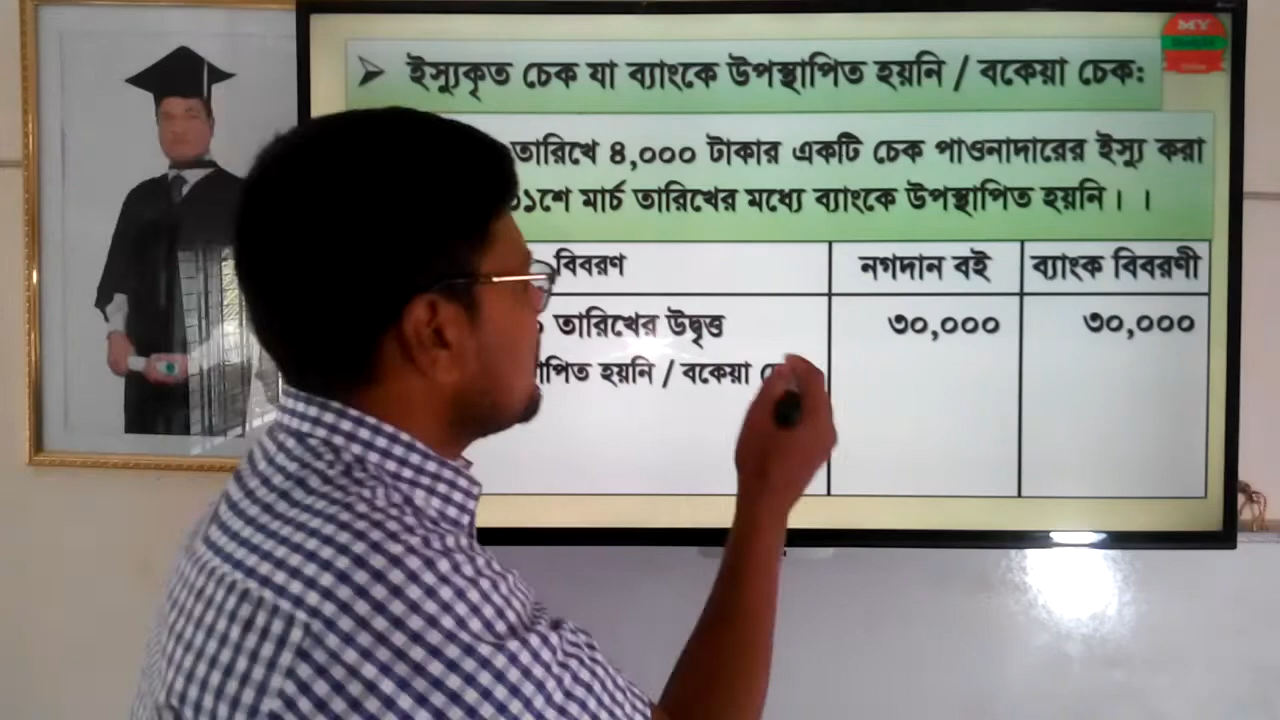 MY
➤ ইস্যুকৃত চেক যা ব্যাংকে উপস্থাপিত হয়নি / বকেয়া চেক:
তারিখে ৪,০০০ টাকার একটি চেক পাওনাদারের ইস্যু করা
৩১শে মার্চ তারিখের মধ্যে ব্যাংকে উপস্থাপিত হয়নি। ।
বিবরণ নগদান বই ব্যাংক বিবরণী
তারিখের উদ্বৃত্ত ৩০,০০০ ৩০,০০০
হয়নি / বকেয়া